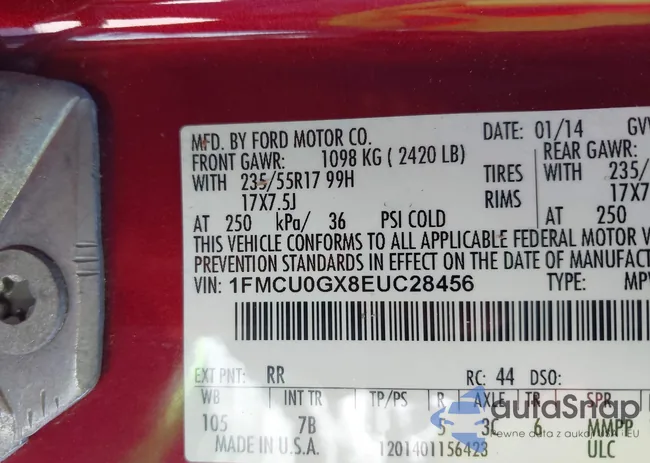 MFD. BY FORD MOTOR CO. DATE: 01/14 GV
FRONT GAWR: 1098 KG ( 2420 LB) REAR GAWR:
WITH 235/55R17 99H TIRES WITH 235/
17X7.5J RIMS 17X7
AT 250 kPa/ 36 PSI COLD AT 250
THIS VEHICLE CONFORMS TO ALL APPLICABLE FEDERAL MOTOR V
PREVENTION STANDARDS IN EFFECT ON THE DATE OF MANUFACT
VIN: 1FMCU0GX8EUC28456 TYPE: MPV
EXT PNT: RR RC: 44 DSO:
WB INT TR TP/PS R AXLE TR SPR
105 7B 5 3C 6 MMPP
MADE IN U.S.A. 1201401156423 ULC
autoSnap
Pewne auta z